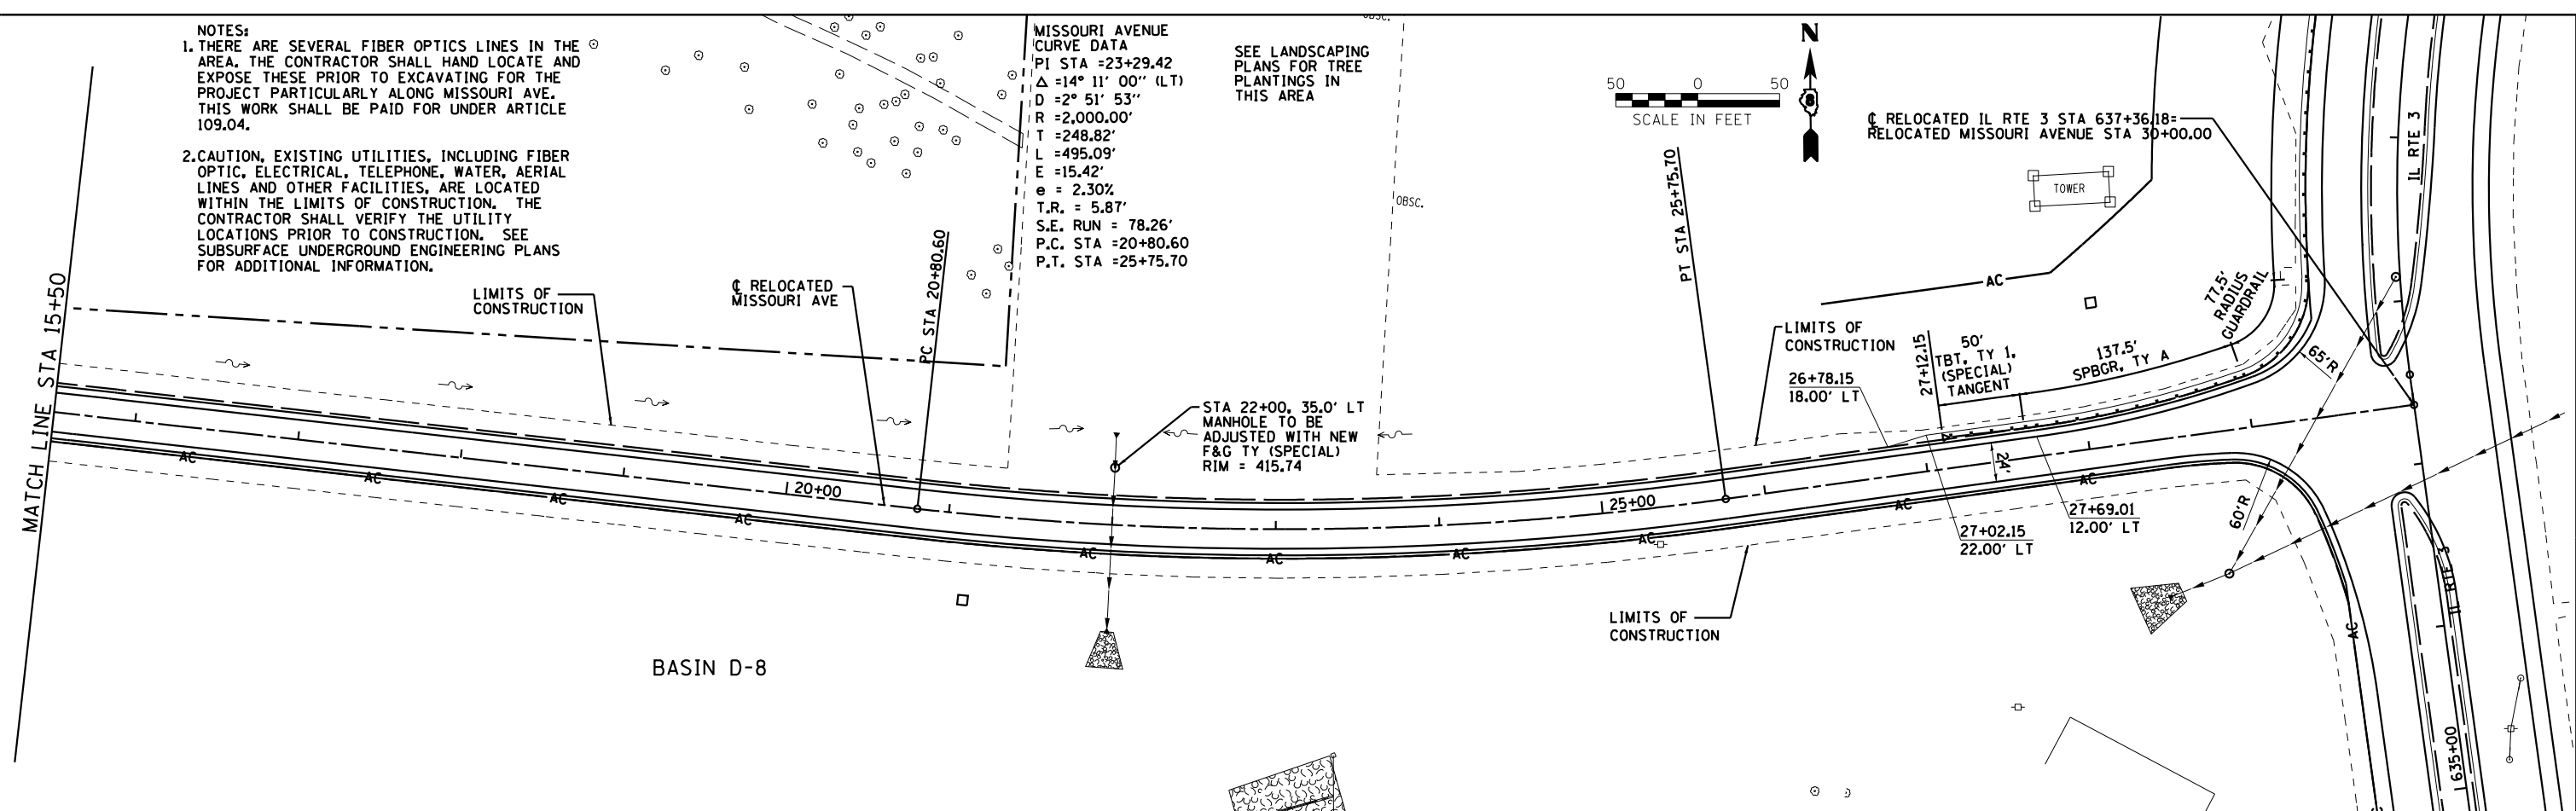 NOTES:
1. THERE ARE SEVERAL FIBER OPTICS LINES IN THE
AREA. THE CONTRACTOR SHALL HAND LOCATE AND
EXPOSE THESE PRIOR TO EXCAVATING FOR THE
PROJECT PARTICULARLY ALONG MISSOURI AVE.
THIS WORK SHALL BE PAID FOR UNDER ARTICLE
109.04.
2. CAUTION, EXISTING UTILITIES, INCLUDING FIBER
OPTIC, ELECTRICAL, TELEPHONE, WATER, AERIAL
LINES AND OTHER FACILITIES, ARE LOCATED
WITHIN THE LIMITS OF CONSTRUCTION. THE
CONTRACTOR SHALL VERIFY THE UTILITY
LOCATIONS PRIOR TO CONSTRUCTION. SEE
SUBSURFACE UNDERGROUND ENGINEERING PLANS
FOR ADDITIONAL INFORMATION.
MISSOURI AVENUE
CURVE DATA
PI STA =23+29.42
Δ =14° 11' 00" (LT)
D =2° 51' 53"
R =2,000.00'
T =248.82'
L =495.09'
E =15.42'
e = 2.30%
T.R. = 5.87'
S.E. RUN = 78.26'
P.C. STA =20+80.60
P.T. STA =25+75.70
SEE LANDSCAPING
PLANS FOR TREE
PLANTINGS IN
THIS AREA
OBSC.
OBSC.
50 0 50
SCALE IN FEET
N
℄ RELOCATED IL RTE 3 STA 637+36.18=
RELOCATED MISSOURI AVENUE STA 30+00.00
TOWER
IL RTE 3
MATCH LINE STA 15+50
LIMITS OF
CONSTRUCTION
℄ RELOCATED
MISSOURI AVE
PC STA 20+80.60
PT STA 25+75.70
AC
77.5'
RADIUS
GUARDRAIL
LIMITS OF
CONSTRUCTION
27+12.15
50'
TBT, TY 1,
(SPECIAL)
TANGENT
137.5'
SPBGR, TY A
65'R
26+78.15
18.00' LT
STA 22+00, 35.0' LT
MANHOLE TO BE
ADJUSTED WITH NEW
F&G TY (SPECIAL)
RIM = 415.74
24'
AC
AC
AC
AC
20+00
25+00
AC
AC
AC
AC
AC
AC
27+69.01
12.00' LT
27+02.15
22.00' LT
60'R
IL RTE 3
LIMITS OF
CONSTRUCTION
AC
BASIN D-8
635+00